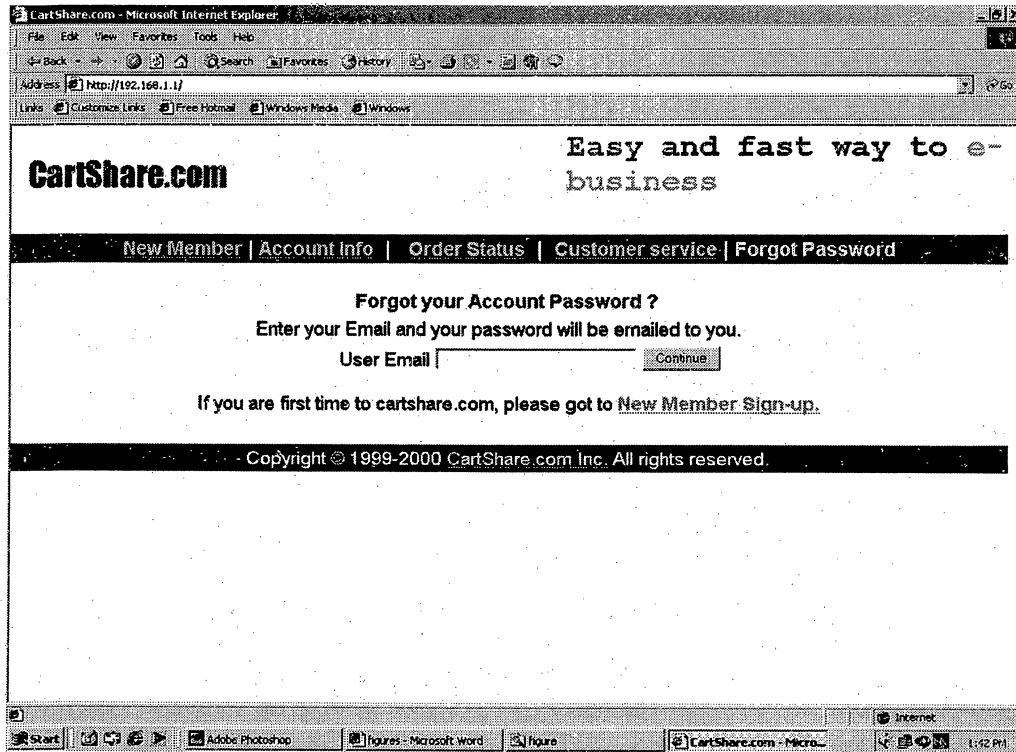 CartShare.com - Microsoft Internet Explorer
File Edit View Favorites Tools Help
Back Search Favorites History
Address http://192.168.1.1/ Go
Links Customize Links Free Hotmail Windows Media Windows
CartShare.com
Easy and fast way to e-
business
New Member | Account Info | Order Status | Customer service | Forgot Password
Forgot your Account Password ?
Enter your Email and your password will be emailed to you.
User Email Continue
If you are first time to cartshare.com, please got to New Member Sign-up.
Copyright © 1999-2000 CartShare.com Inc. All rights reserved.
Internet
Start Adobe Photoshop figures - Microsoft Word figure CartShare.com - Micro... 1:42 PM